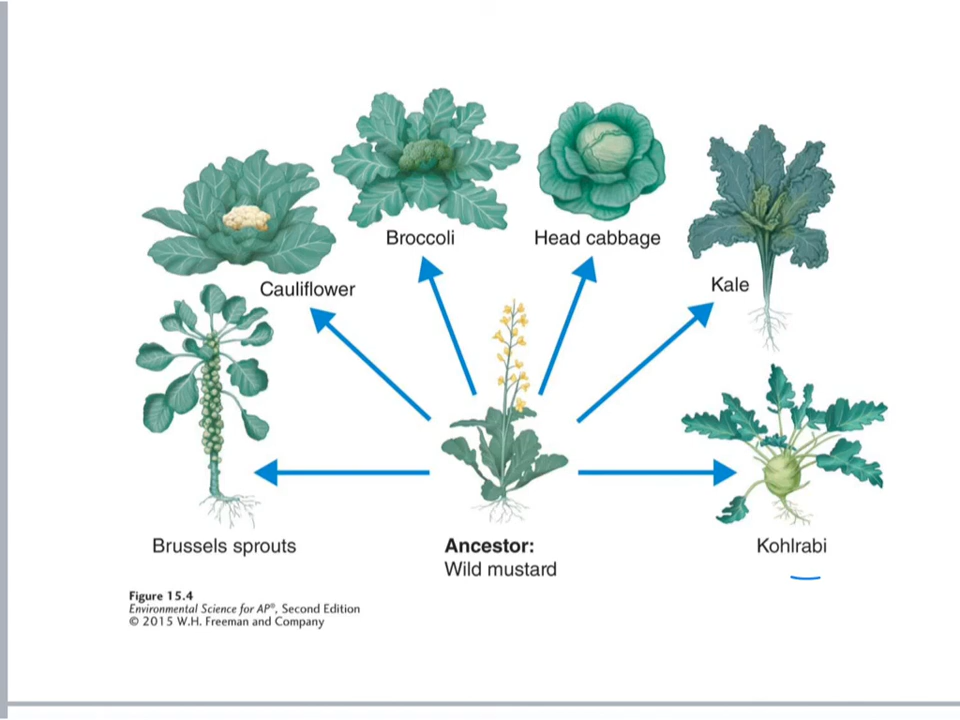 Broccoli
Head cabbage
Cauliflower
Kale
Brussels sprouts
Ancestor:
Wild mustard
Kohlrabi
Figure 15.4
Environmental Science for AP®, Second Edition
© 2015 W.H. Freeman and Company